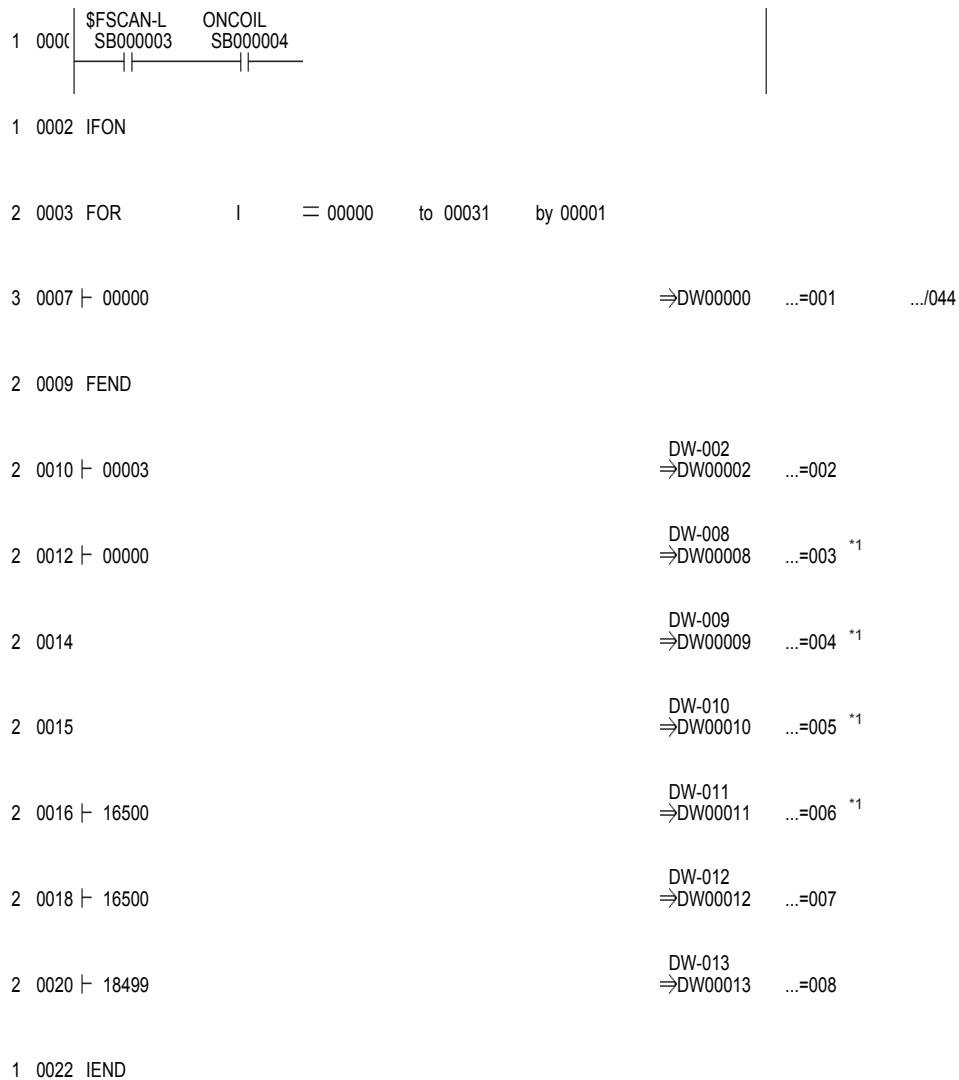 $FSCAN-L ONCOIL
1 0000 SB000003 SB000004
1 0002 IFON
2 0003 FOR I = 00000 to 00031 by 00001
3 0007 ├ 00000 ⇒DW00000 ...=001 .../044
2 0009 FEND
DW-002
2 0010 ├ 00003 ⇒DW00002 ...=002
DW-008
2 0012 ├ 00000 ⇒DW00008 ...=003 *1
DW-009
2 0014 ⇒DW00009 ...=004 *1
DW-010
2 0015 ⇒DW00010 ...=005 *1
DW-011
2 0016 ├ 16500 ⇒DW00011 ...=006 *1
DW-012
2 0018 ├ 16500 ⇒DW00012 ...=007
DW-013
2 0020 ├ 18499 ⇒DW00013 ...=008
1 0022 IEND